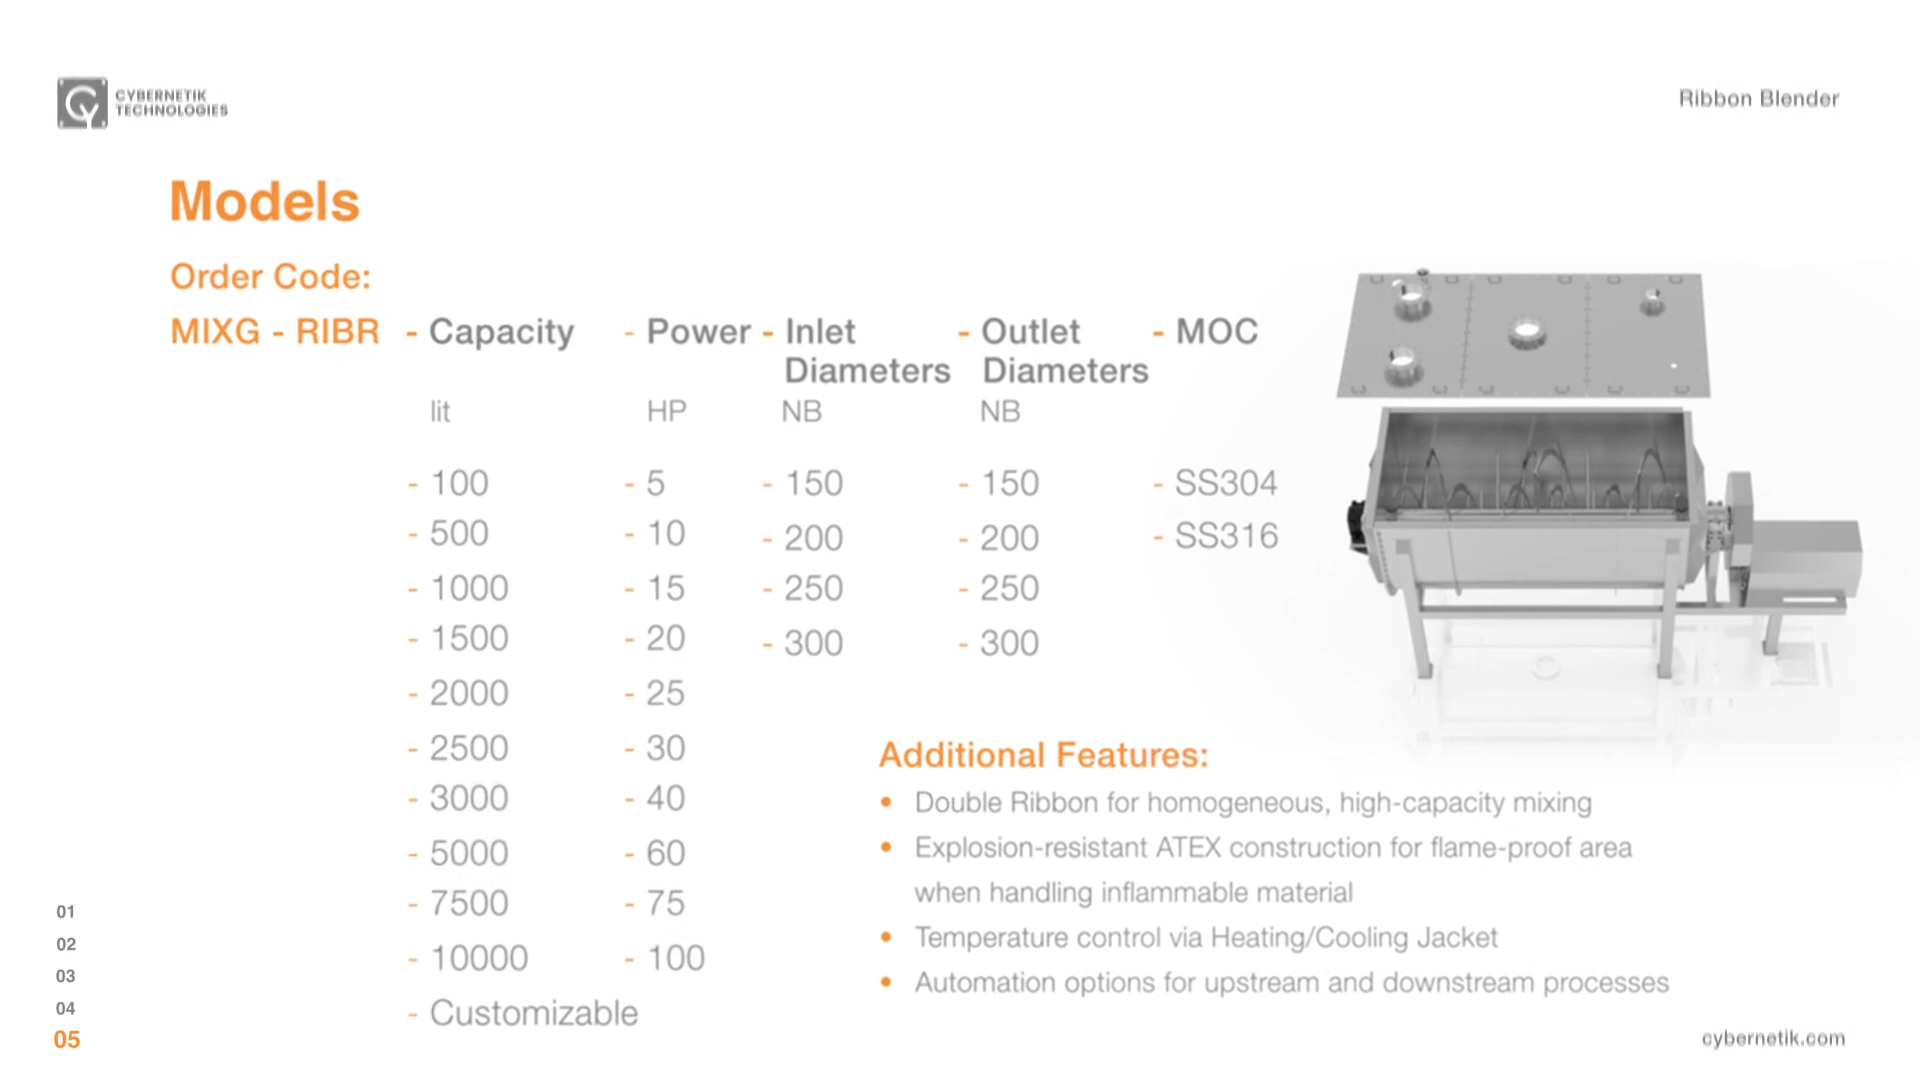 CYBERNETIK
TECHNOLOGIES
Ribbon Blender
Models
Order Code:
MIXG - RIBR - Capacity - Power - Inlet Diameters - Outlet Diameters - MOC
lit HP NB NB
- 100 - 5 - 150 - 150 - SS304
- 500 - 10 - 200 - 200 - SS316
- 1000 - 15 - 250 - 250
- 1500 - 20 - 300 - 300
- 2000 - 25
- 2500 - 30
- 3000 - 40
- 5000 - 60
- 7500 - 75
- 10000 - 100
- Customizable
Additional Features:
• Double Ribbon for homogeneous, high-capacity mixing
• Explosion-resistant ATEX construction for flame-proof area
when handling inflammable material
• Temperature control via Heating/Cooling Jacket
• Automation options for upstream and downstream processes
01
02
03
04
05
cybernetik.com